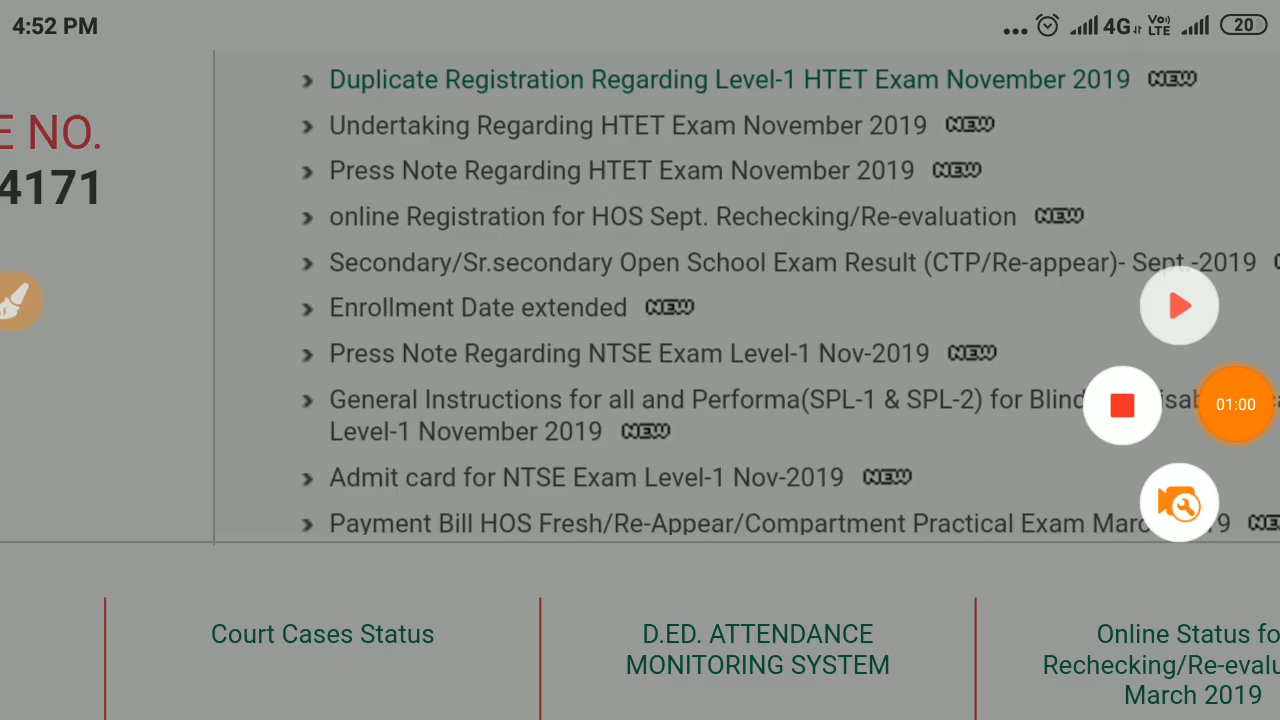 4:52 PM
4G
Vo)
LTE
20
E NO.
4171
Duplicate Registration Regarding Level-1 HTET Exam November 2019 NEW
Undertaking Regarding HTET Exam November 2019 NEW
Press Note Regarding HTET Exam November 2019 NEW
online Registration for HOS Sept. Rechecking/Re-evaluation NEW
Secondary/Sr.secondary Open School Exam Result (CTP/Re-appear)- Sept.-2019
Enrollment Date extended NEW
Press Note Regarding NTSE Exam Level-1 Nov-2019 NEW
General Instructions for all and Performa(SPL-1 & SPL-2) for Blind
Level-1 November 2019 NEW
01:00
Admit card for NTSE Exam Level-1 Nov-2019 NEW
Payment Bill HOS Fresh/Re-Appear/Compartment Practical Exam
Court Cases Status
D.ED. ATTENDANCE
MONITORING SYSTEM
Online Status fo
Rechecking/Re-evalu
March 2019